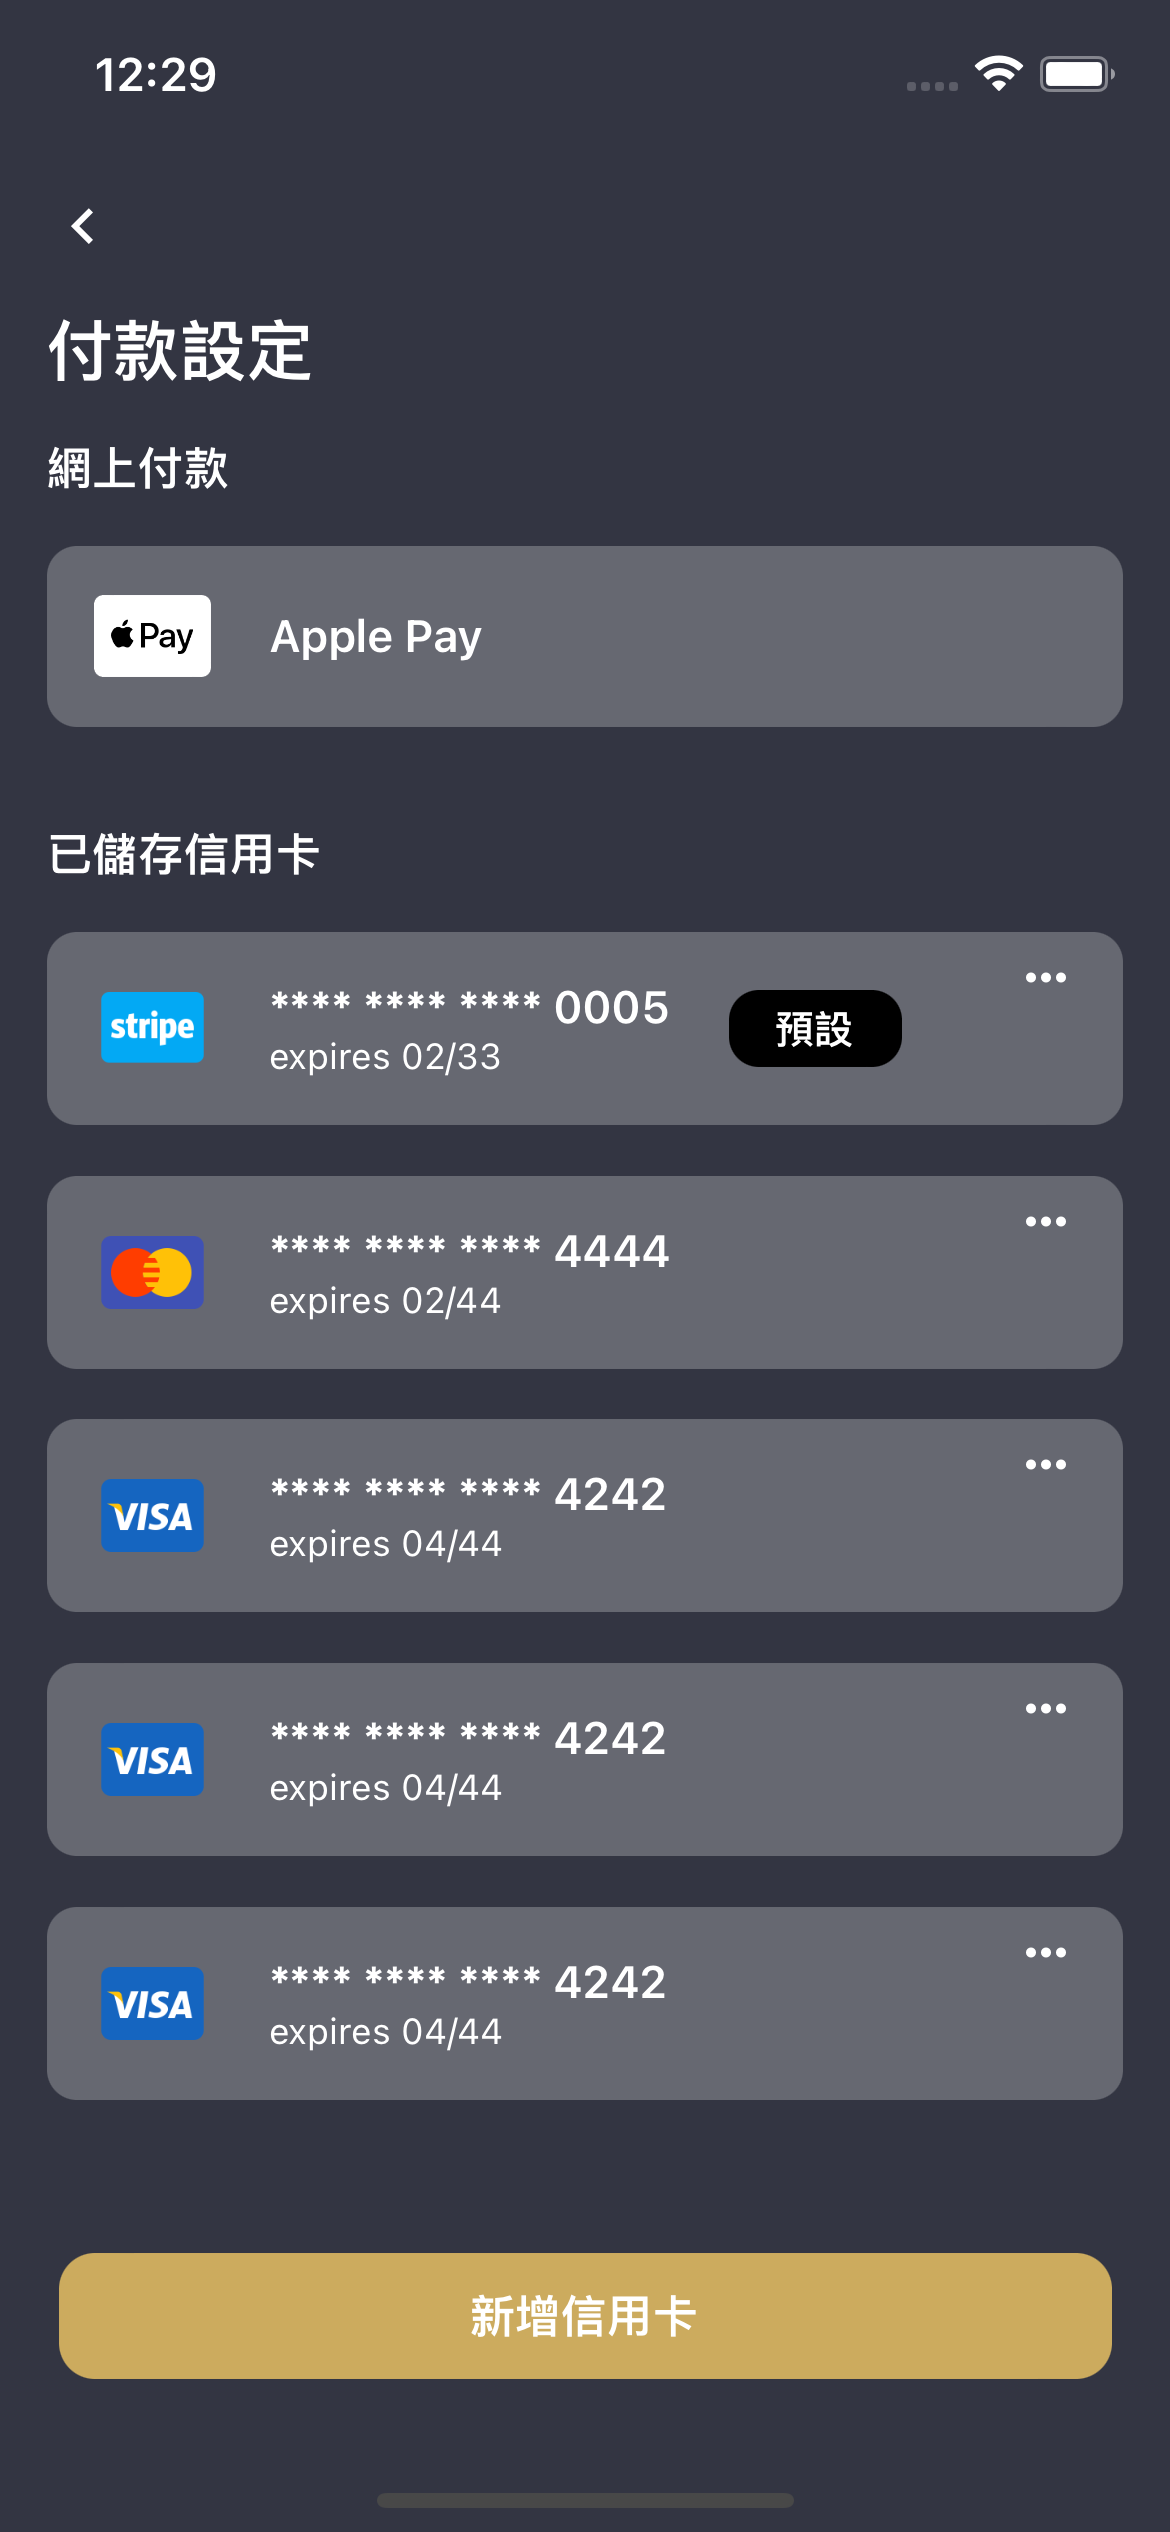 12:29
付款設定
網上付款
Pay
Apple Pay
已儲存信用卡
stripe
**** **** **** 0005
expires 02/33
預設
**** **** **** 4444
expires 02/44
VISA
**** **** **** 4242
expires 04/44
VISA
**** **** **** 4242
expires 04/44
VISA
**** **** **** 4242
expires 04/44
新增信用卡